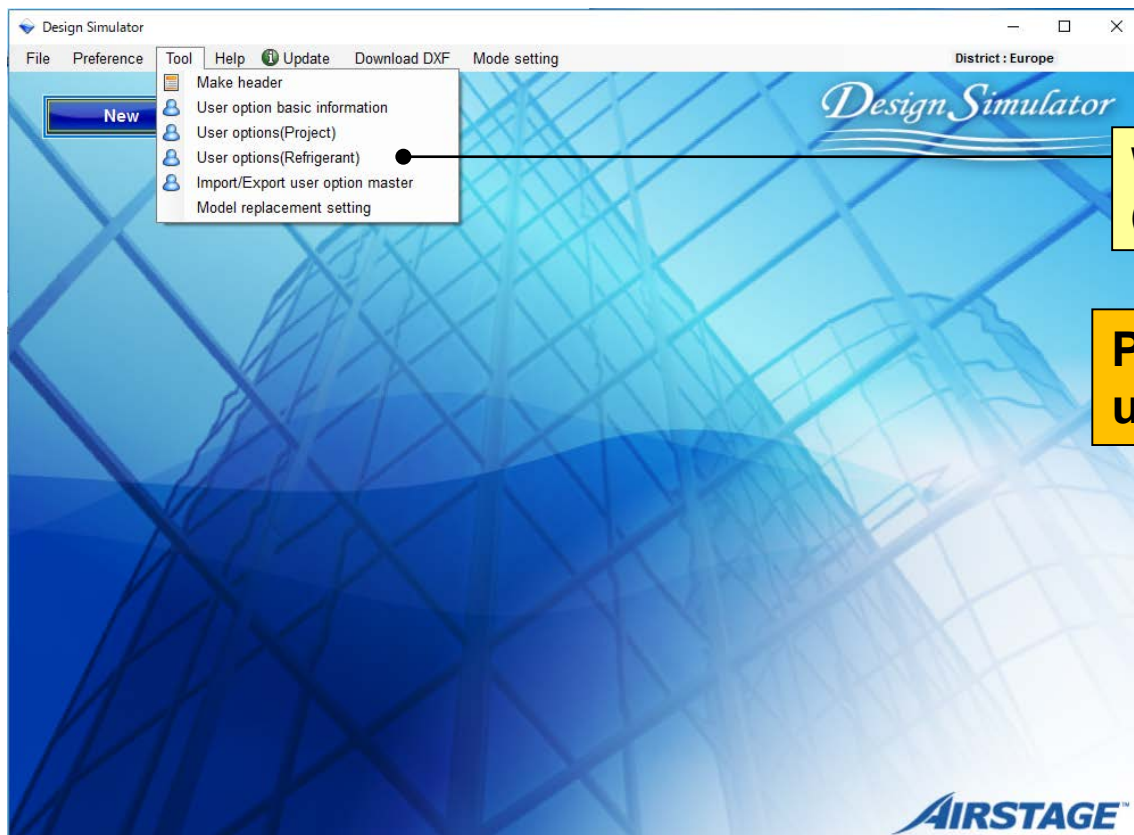 Design Simulator
File Preference Tool Help Update Download DXF Mode setting District : Europe
Make header
New
User option basic information
User options(Project)
User options(Refrigerant)
Import/Export user option master
Model replacement setting
Design Simulator
AIRSTAGE™